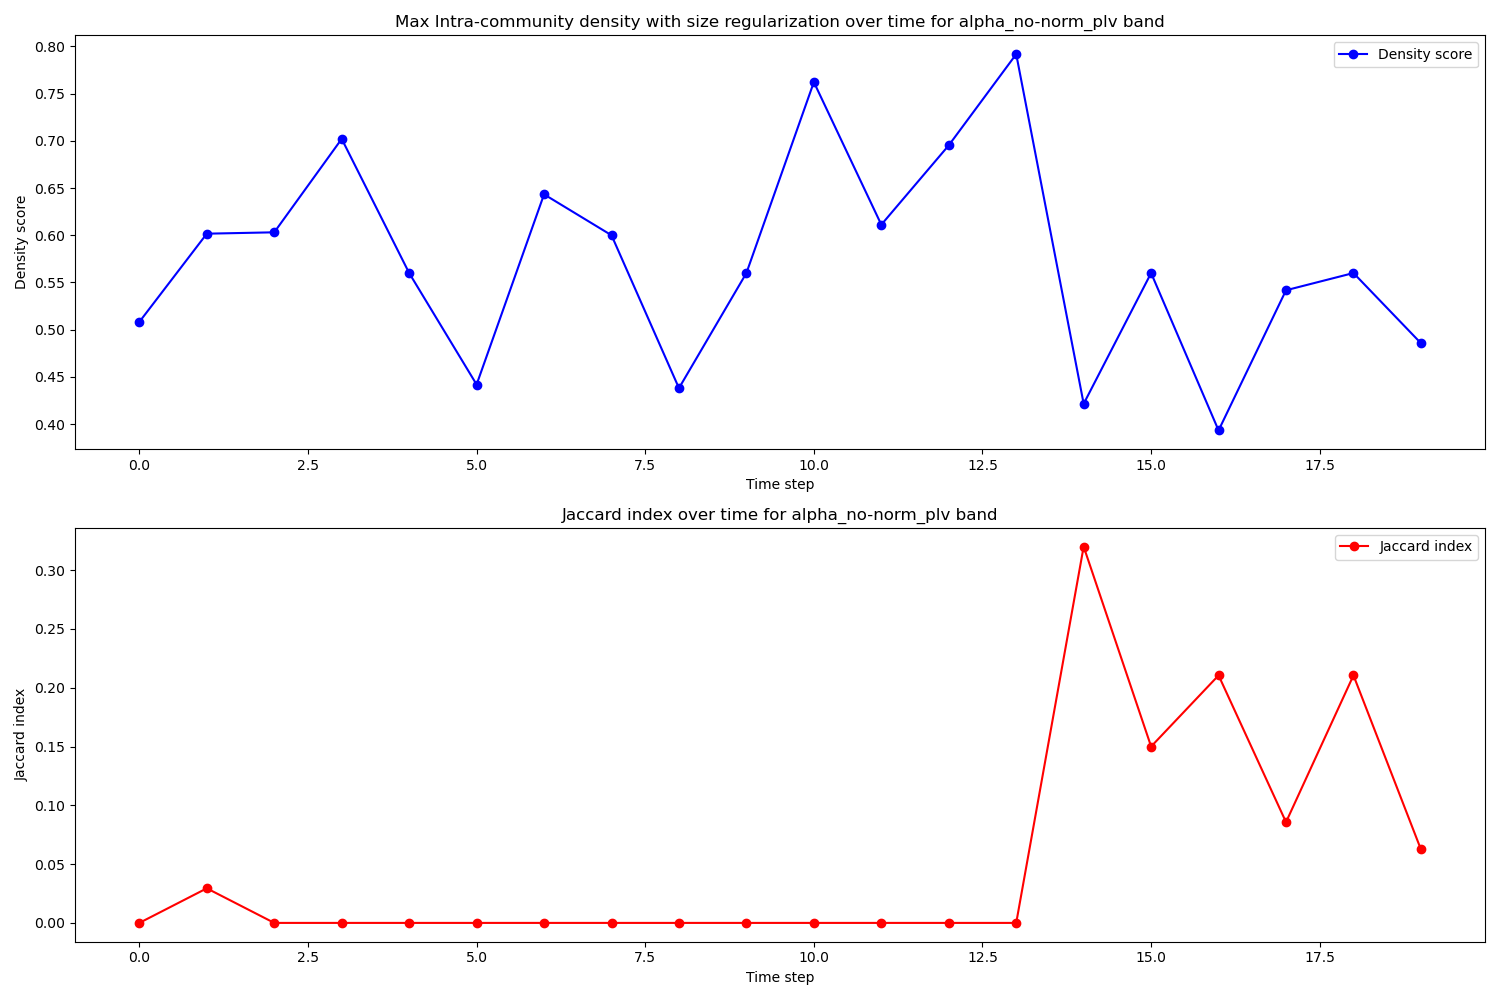 Max Intra-community density with size regularization over time for alpha_no-norm_plv band
Density score
0.80
0.75
0.70
0.65
0.60
0.55
0.50
0.45
0.40
Density score
0.0 2.5 5.0 7.5 10.0 12.5 15.0 17.5
Time step
Jaccard index over time for alpha_no-norm_plv band
Jaccard index
0.30
0.25
0.20
0.15
0.10
0.05
0.00
Jaccard index
0.0 2.5 5.0 7.5 10.0 12.5 15.0 17.5
Time step